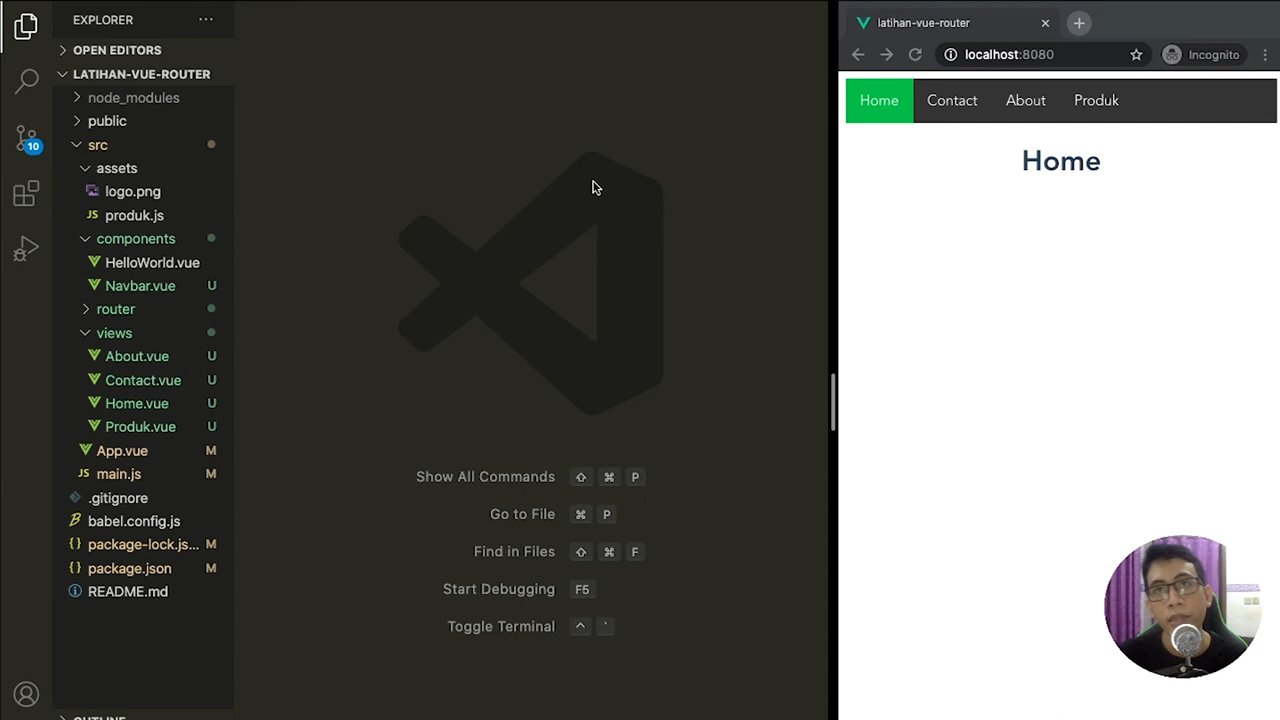 EXPLORER
OPEN EDITORS
LATIHAN-VUE-ROUTER
node_modules
public
src
assets
logo.png
JS produk.js
components
HelloWorld.vue
Navbar.vue U
router
views
About.vue U
Contact.vue U
Home.vue U
Produk.vue U
App.vue M
JS main.js M
.gitignore
babel.config.js
{} package-lock.js... M
{} package.json M
README.md
OUTLINE
10
Show All Commands ⇧ ⌘ P
Go to File ⌘ P
Find in Files ⇧ ⌘ F
Start Debugging F5
Toggle Terminal ^ `
latihan-vue-router
localhost:8080
Incognito
Home Contact About Produk
Home